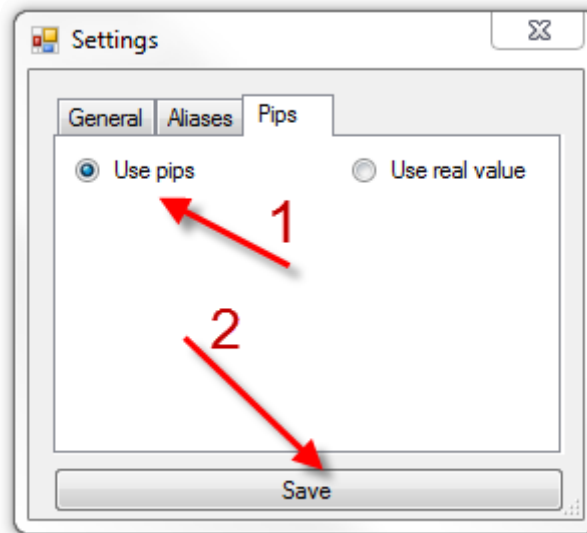 Settings
General Aliases Pips
Use pips Use real value
1
2
Save